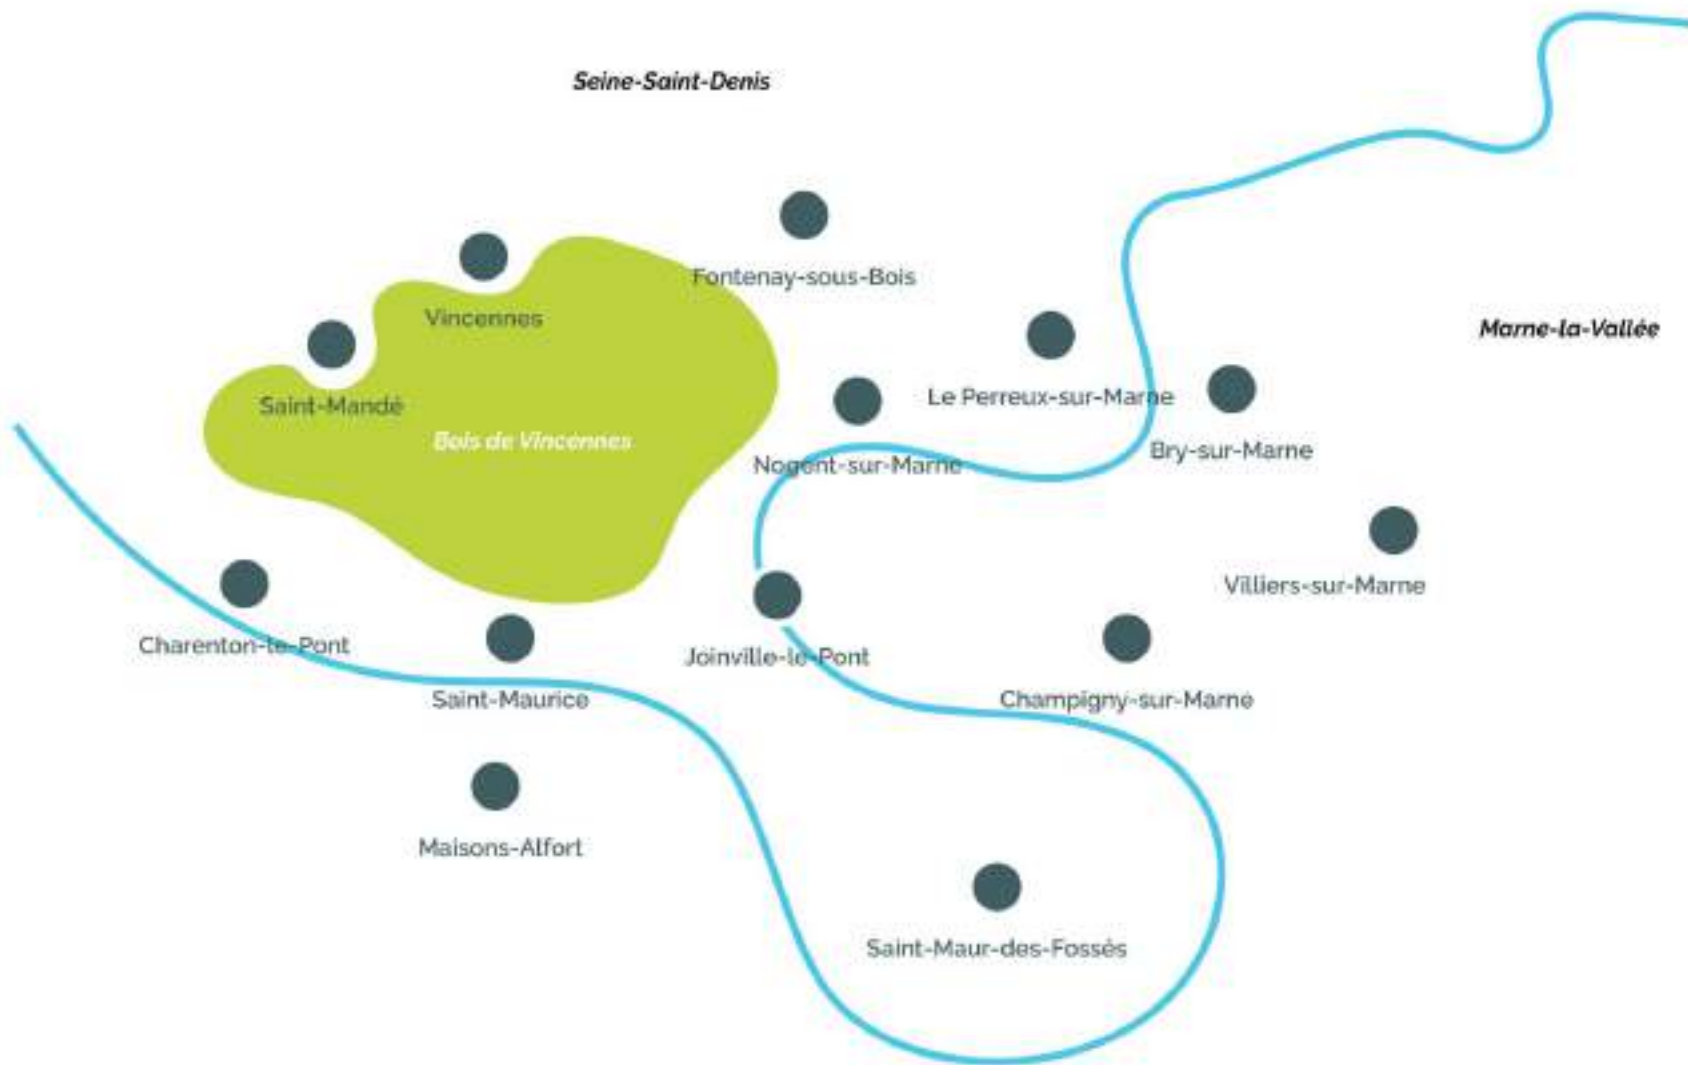 Seine-Saint-Denis
Fontenay-sous-Bois
Vincennes
Marne-la-Vallée
Le Perreux-sur-Marne
Saint-Mandé
Bois de Vincennes
Bry-sur-Marne
Nogent-sur-Marne
Villiers-sur-Marne
Charenton-le-Pont
Joinville-le-Pont
Saint-Maurice
Champigny-sur-Marne
Maisons-Alfort
Saint-Maur-des-Fossés